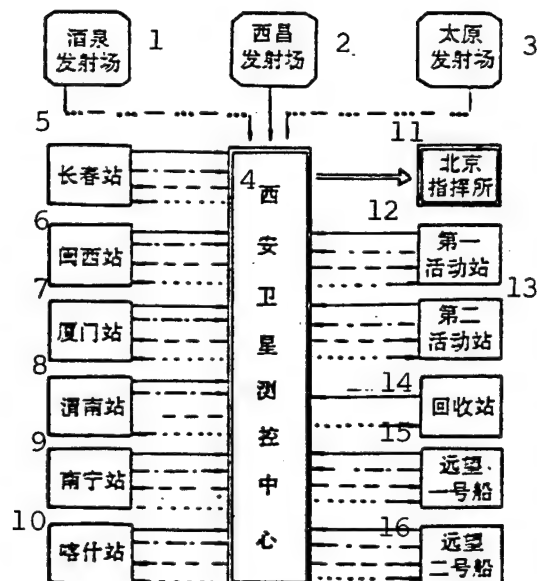 酒泉
发射场
1
西昌
发射场
2
太原
发射场
3
5
长春站
4
西安卫星测控中心
11
北京
指挥所
6
闽西站
12
第一
活动站
7
厦门站
13
第二
活动站
8
渭南站
14
回收站
9
南宁站
15
远望
一号船
10
喀什站
16
远望
二号船